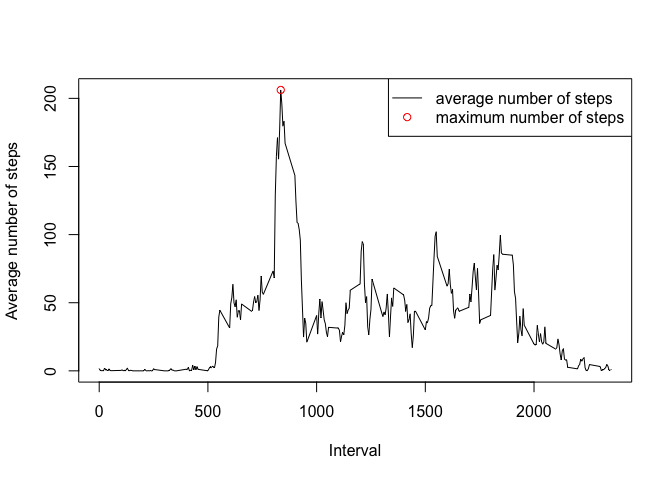 average number of steps
maximum number of steps
Average number of steps
200
150
100
50
0
0 500 1000 1500 2000
Interval